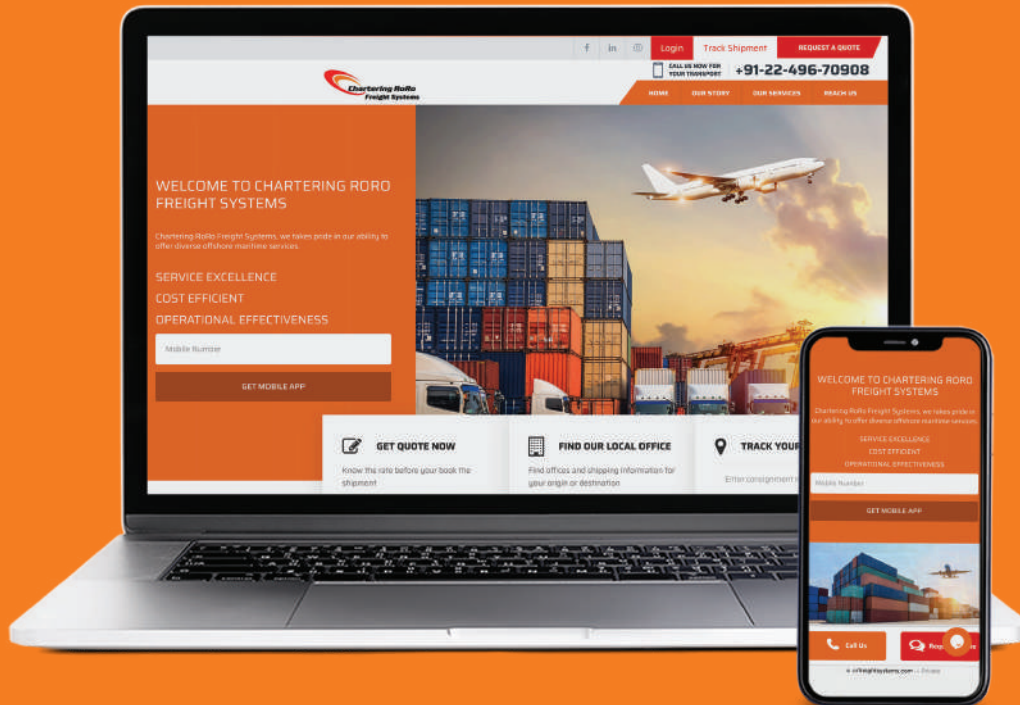 f in
Login
Track Shipment
REQUEST A QUOTE
CALL US NOW FOR
YOUR TRANSPORT
+91-22-496-70908
Chartering RoRo
Freight Systems
HOME OUR STORY OUR SERVICES REACH US
WELCOME TO CHARTERING RORO
FREIGHT SYSTEMS
Chartering RoRo Freight Systems, we takes pride in our ability to
offer diverse offshore maritime services.
SERVICE EXCELLENCE
COST EFFICIENT
OPERATIONAL EFFECTIVENESS
Mobile Number
GET MOBILE APP
GET QUOTE NOW
Know the rate before your book the
shipment
FIND OUR LOCAL OFFICE
Find offices and shipping information for
your origin or destination
TRACK YOUR
Enter consignment
WELCOME TO CHARTERING RORO
FREIGHT SYSTEMS
Chartering RoRo Freight Systems, we takes pride in
our ability to offer diverse offshore maritime services.
SERVICE EXCELLENCE
COST EFFICIENT
OPERATIONAL EFFECTIVENESS
Mobile Number
GET MOBILE APP
Call Us
— Private